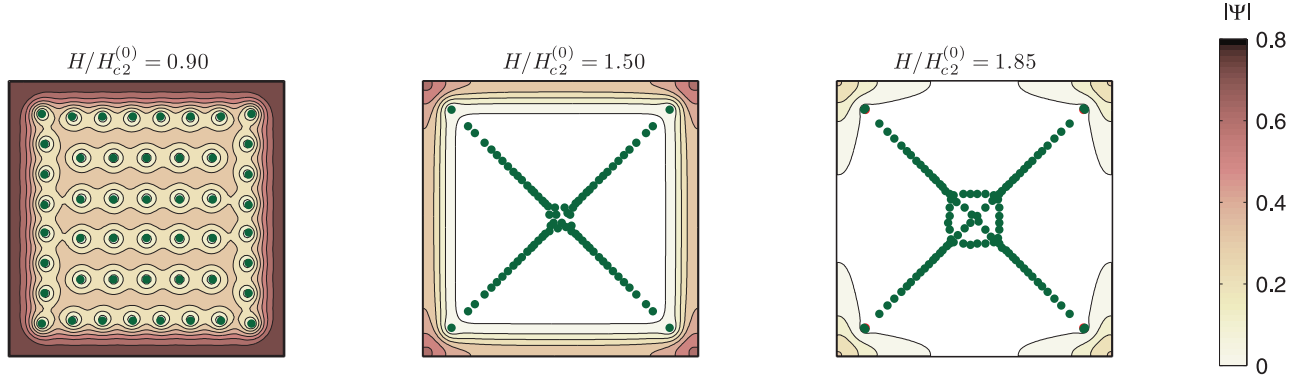 |Ψ|
H/H_{c2}^{(0)} = 0.90
H/H_{c2}^{(0)} = 1.50
H/H_{c2}^{(0)} = 1.85
0.8
0.6
0.4
0.2
0